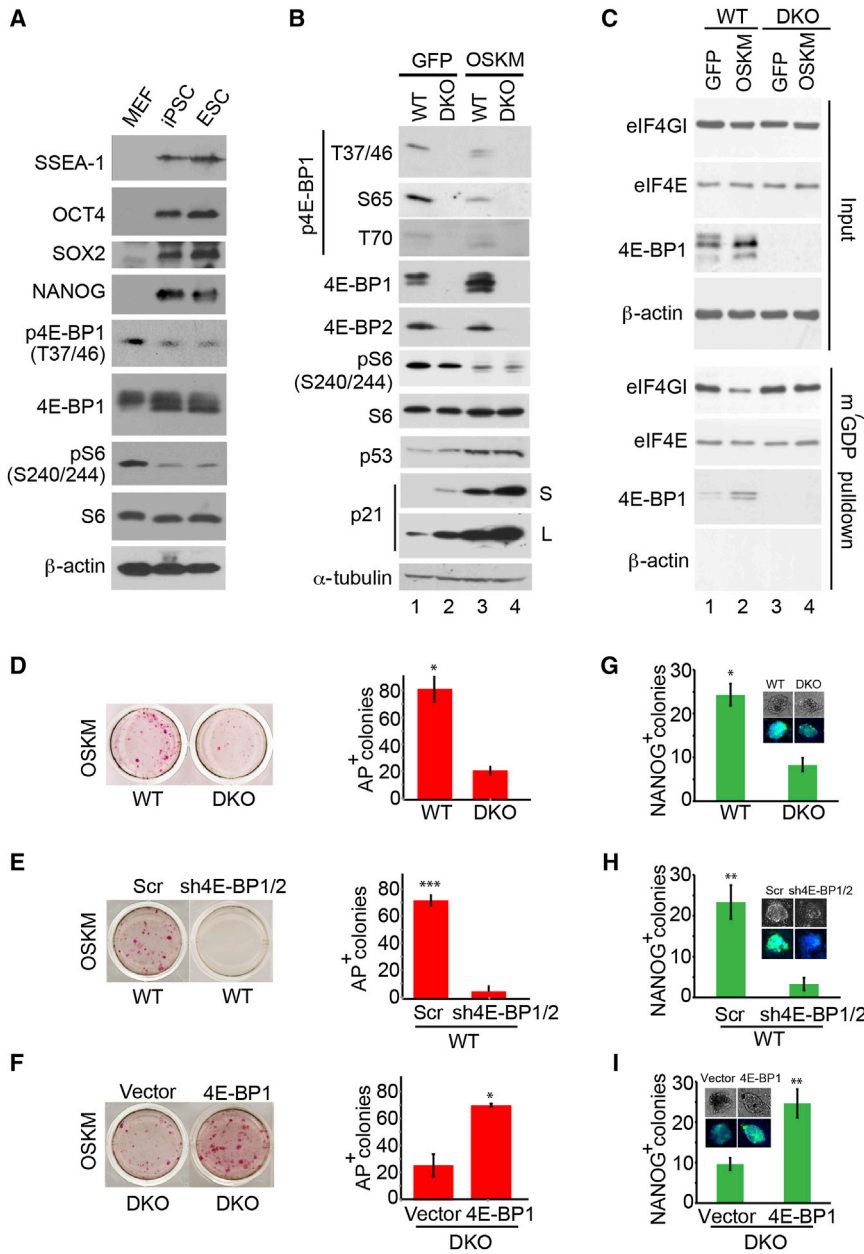 A
MEF iPSC ESC
SSEA-1
OCT4
SOX2
NANOG
p4E-BP1
(T37/46)
4E-BP1
pS6
(S240/244)
S6
β-actin
B
GFP OSKM
WT DKO WT DKO
p4E-BP1
T37/46
S65
T70
4E-BP1
4E-BP2
pS6
(S240/244)
S6
p53
p21
S
L
α-tubulin
1 2 3 4
C
WT DKO
GFP OSKM GFP OSKM
eIF4GI
eIF4E
4E-BP1
β-actin
Input
eIF4GI
eIF4E
4E-BP1
β-actin
m7GDP pulldown
1 2 3 4
D
OSKM
WT DKO
AP+colonies
80
60
40
20
0
*
WT DKO
G
NANOG+colonies
30
20
10
0
*
WT DKO
WT DKO
E
Scr sh4E-BP1/2
OSKM
WT WT
AP+colonies
80
60
40
20
0
***
Scr sh4E-BP1/2
WT
H
NANOG+colonies
30
20
10
0
**
Scr sh4E-BP1/2
Scr sh4E-BP1/2
WT
F
Vector 4E-BP1
OSKM
DKO DKO
AP+colonies
80
60
40
20
0
*
Vector 4E-BP1
DKO
I
NANOG+colonies
30
20
10
0
Vector 4E-BP1
**
Vector 4E-BP1
DKO